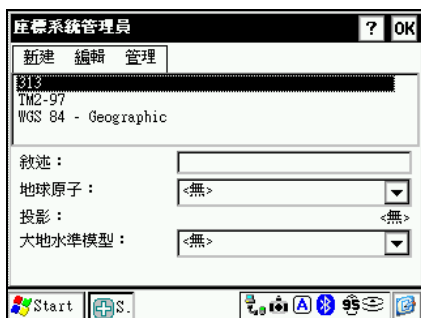 座標系統管理員 ? OK
新建 編輯 管理
313
TM2-97
WGS 84 - Geographic
敘述：
地球原子： <無>
投影： <無>
大地水準模型： <無>
Start S. A 95